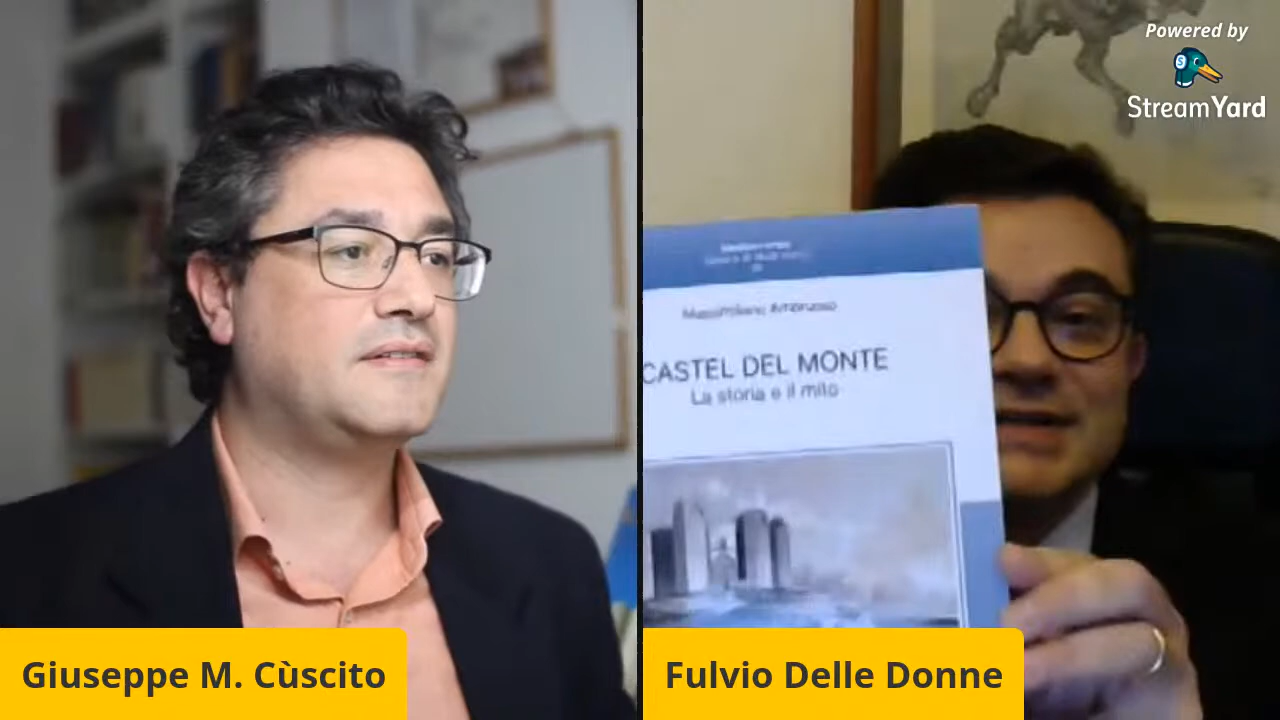 Powered by
StreamYard
Massimiliano Ambruoso
CASTEL DEL MONTE
La storia e il mito
Giuseppe M. Cùscito
Fulvio Delle Donne